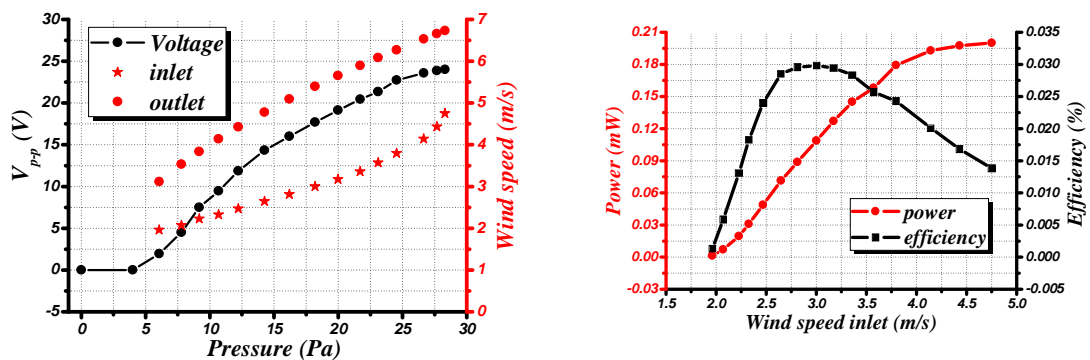 30
25
20
15
10
5
0
-5
V_{p-p} (V)
Voltage
inlet
outlet
7
6
5
4
3
2
1
0
Wind speed (m/s)
0 5 10 15 20 25 30
Pressure (Pa)
0.21
0.18
0.15
0.12
0.09
0.06
0.03
0.00
-0.03
Power (mW)
power
efficiency
0.035
0.030
0.025
0.020
0.015
0.010
0.005
0.000
-0.005
Efficiency (%)
1.5 2.0 2.5 3.0 3.5 4.0 4.5 5.0
Wind speed inlet (m/s)